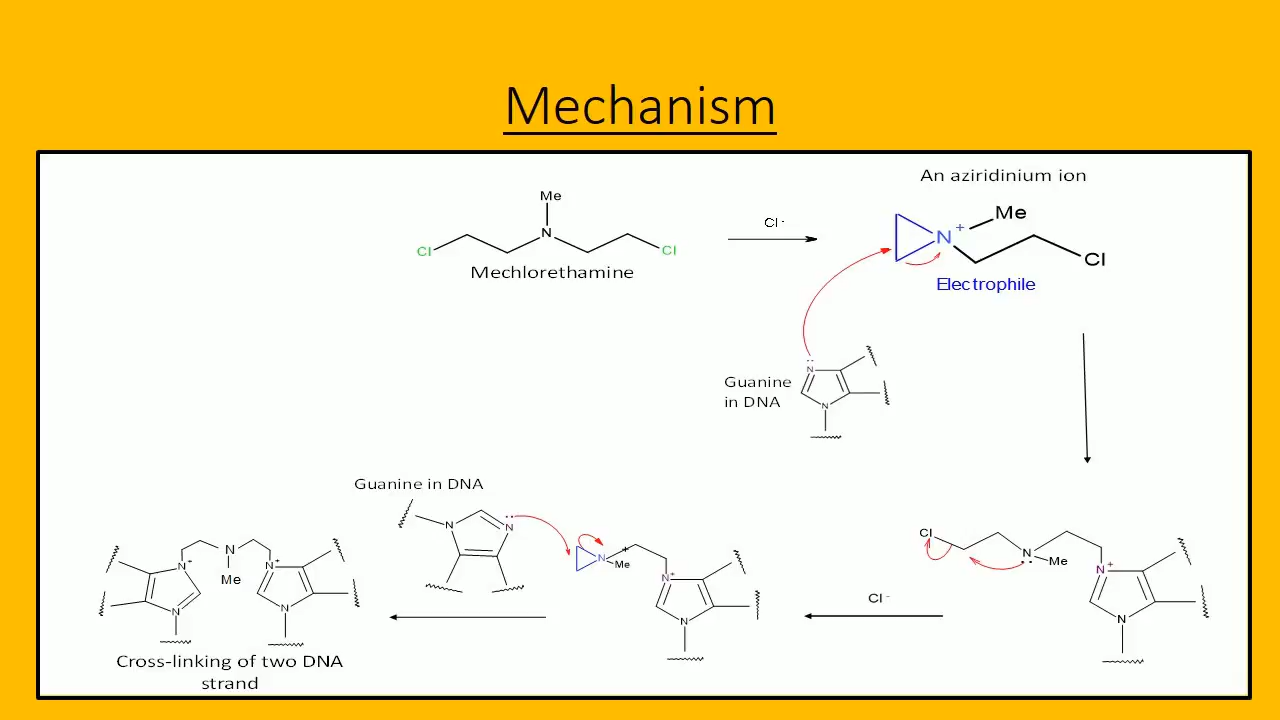 Mechanism
An aziridinium ion
Me
N
Cl
Cl
Mechlorethamine
Cl -
N
+
Me
Cl
Electrophile
Guanine
in DNA
N
N
Guanine in DNA
N
N
Cl
N
Me
N
+
N
Cl -
N
+
Me
N
+
N
N
Me
N
+
N
N
+
N
Cross-linking of two DNA
strand